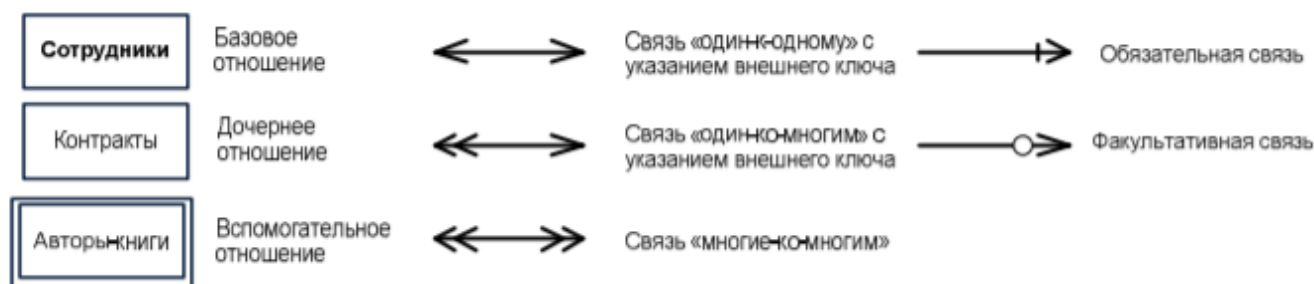 Сотрудники
Базовое
отношение
Связь «один-к-одному» с
указанием внешнего ключа
Обязательная связь
Контракты
Дочернее
отношение
Связь «один-ко-многим» с
указанием внешнего ключа
Факультативная связь
Авторы-книги
Вспомогательное
отношение
Связь «многие-ко-многим»